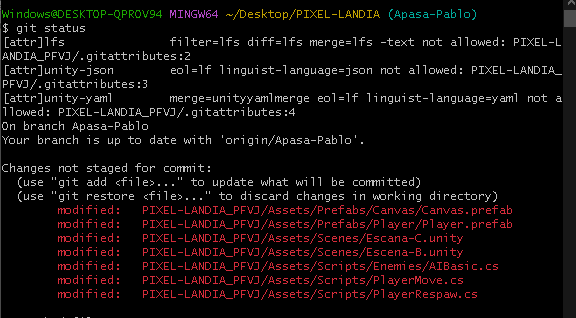 Windows@DESKTOP-QPROV94 MINGW64 ~/Desktop/PIXEL-LANDIA (Apasa-Pablo)
$ git status
[attr]lfs filter=lfs diff=lfs merge=lfs -text not allowed: PIXEL-L
ANDIA_PFVJ/.gitattributes:2
[attr]unity-json eol=lf linguist-language=json not allowed: PIXEL-LANDIA_
PFVJ/.gitattributes:3
[attr]unity-yaml merge=unityyamlmerge eol=lf linguist-language=yaml not a
llowed: PIXEL-LANDIA_PFVJ/.gitattributes:4
On branch Apasa-Pablo
Your branch is up to date with 'origin/Apasa-Pablo'.
Changes not staged for commit:
(use "git add <file>..." to update what will be committed)
(use "git restore <file>..." to discard changes in working directory)
modified: PIXEL-LANDIA_PFVJ/Assets/Prefabs/Canvas/Canvas.prefab
modified: PIXEL-LANDIA_PFVJ/Assets/Prefabs/Player/Player.prefab
modified: PIXEL-LANDIA_PFVJ/Assets/Scenes/Escana-C.unity
modified: PIXEL-LANDIA_PFVJ/Assets/Scenes/Escena-B.unity
modified: PIXEL-LANDIA_PFVJ/Assets/Scripts/Enemies/AIBasic.cs
modified: PIXEL-LANDIA_PFVJ/Assets/Scripts/PlayerMove.cs
modified: PIXEL-LANDIA_PFVJ/Assets/Scripts/PlayerRespaw.cs